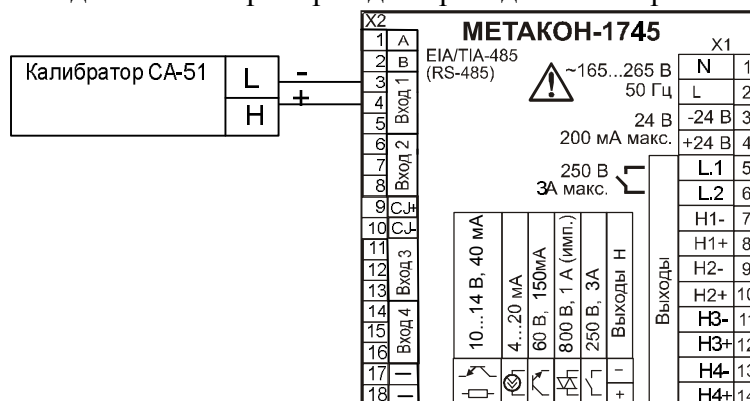 X2
МЕТАКОН-1745
X1
1 A
2 B
3
4
5
Вход 1
6
7
8
Вход 2
9 CJ+
10 CJ-
11
12
13
Вход 3
14
15
16
Вход 4
17 –
18 –
EIA/TIA-485
(RS-485)
~165...265 В
50 Гц
24 В
200 мА макс.
250 В
3А макс.
Калибратор СА-51
L -
H +
10...14 В, 40 мА
4...20 мА
60 В, 150мА
800 В, 1 А (имп.)
250 В, 3А
Выходы Н
–
+
Выходы
N 1
L 2
-24 В 3
+24 В 4
L.1 5
L.2 6
H1- 7
H1+ 8
H2- 9
H2+ 10
H3- 11
H3+ 12
H4- 13
H4+ 14